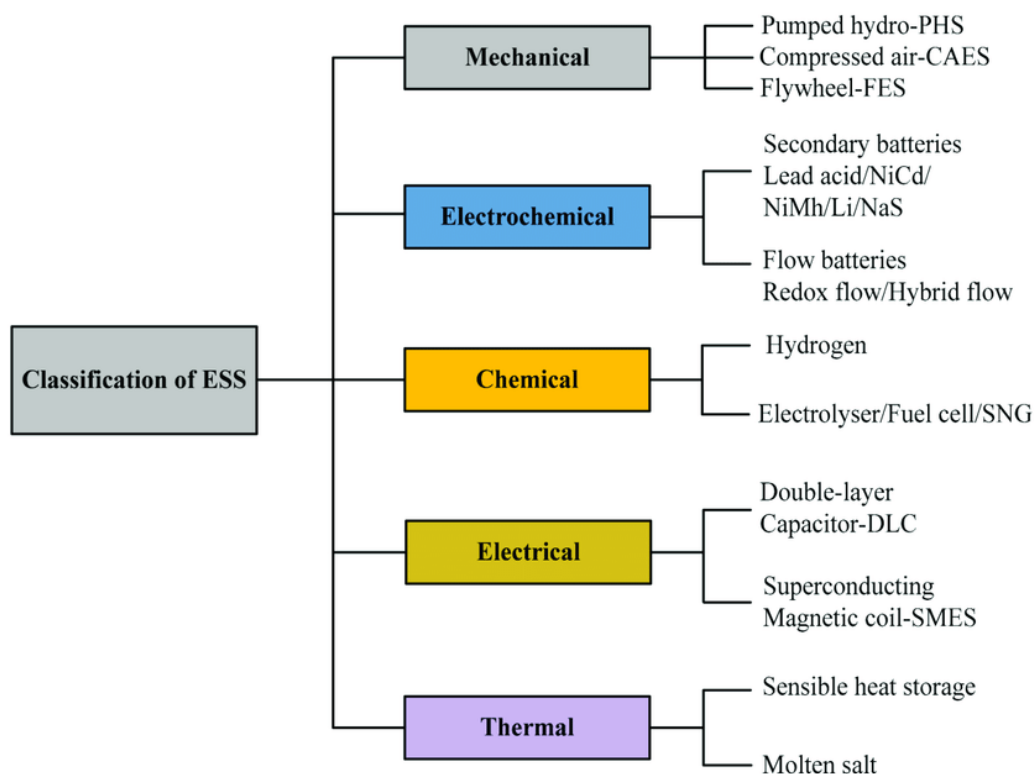 Classification of ESS
Mechanical
Pumped hydro-PHS
Compressed air-CAES
Flywheel-FES
Electrochemical
Secondary batteries
Lead acid/NiCd/
NiMh/Li/NaS
Flow batteries
Redox flow/Hybrid flow
Chemical
Hydrogen
Electrolyser/Fuel cell/SNG
Electrical
Double-layer
Capacitor-DLC
Superconducting
Magnetic coil-SMES
Thermal
Sensible heat storage
Molten salt